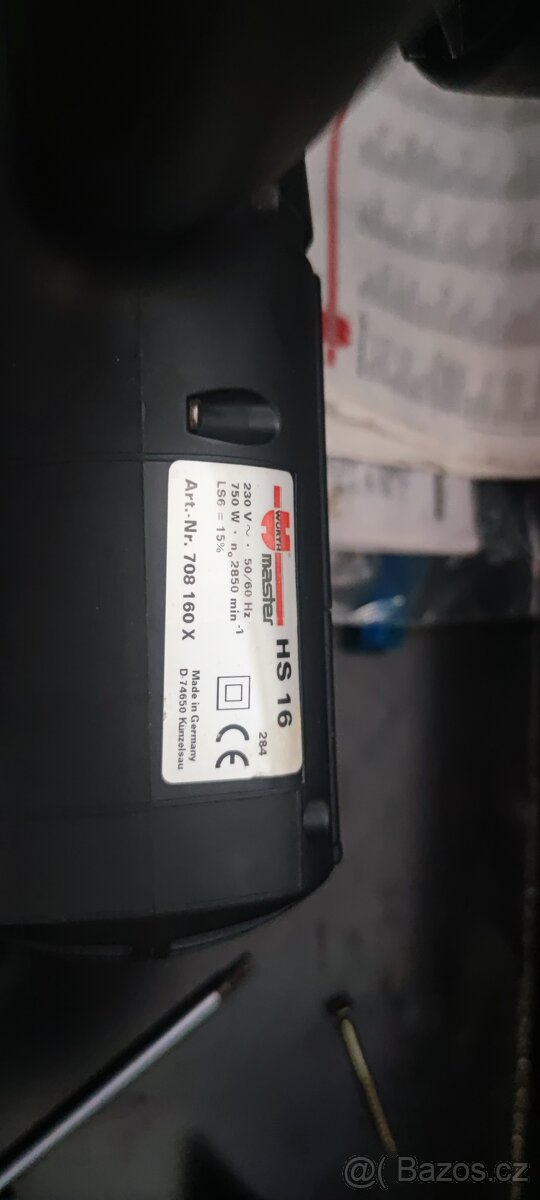 WÜRTH master HS 16
284
230 V ~ · 50/60 Hz
750 W · n₀ 2850 min⁻¹
LS6 = 15%
CE
Art.-Nr. 708 160 X
Made in Germany
D-74650 Künzelsau
@( Bazoš.cz